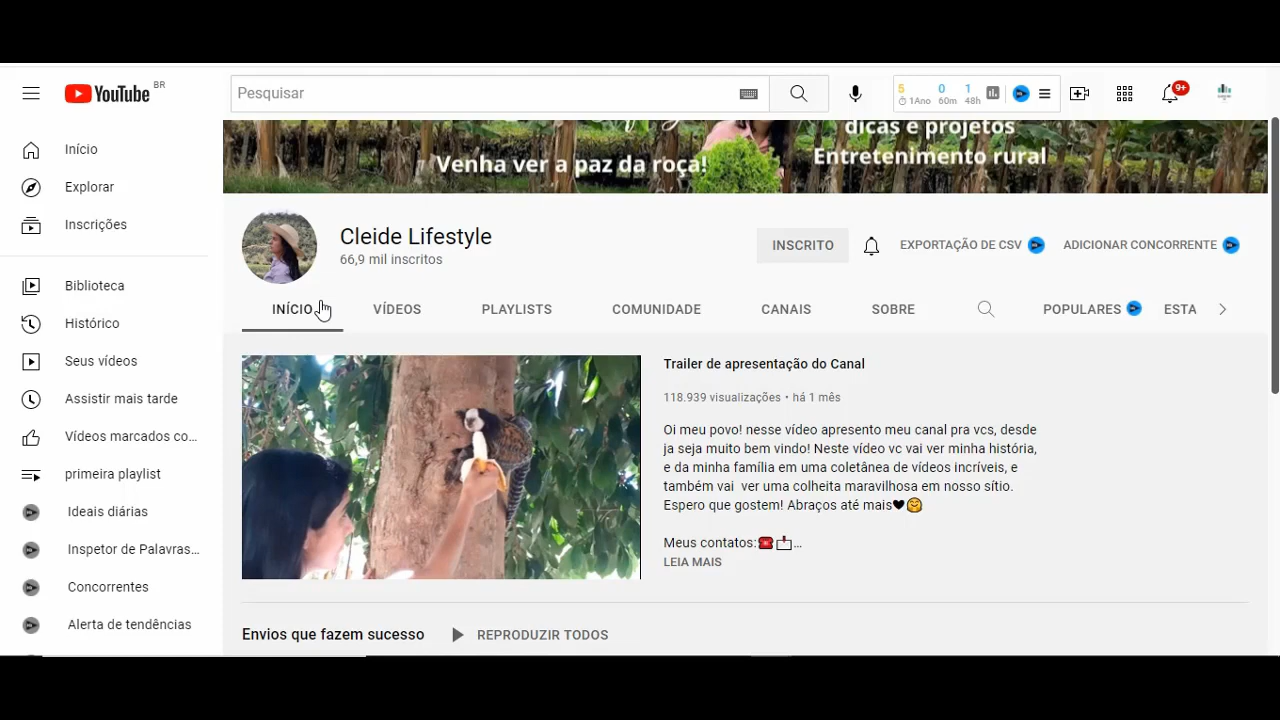 YouTube BR
Pesquisar
5 0 1
1Ano 60m 48h
9+
Início
Explorar
Inscrições
Biblioteca
Histórico
Seus vídeos
Assistir mais tarde
Vídeos marcados co...
primeira playlist
Ideais diárias
Inspetor de Palavras...
Concorrentes
Alerta de tendências
dicas e projetos
Venha ver a paz da roça!
Entretenimento rural
Cleide Lifestyle
66,9 mil inscritos
INSCRITO
EXPORTAÇÃO DE CSV
ADICIONAR CONCORRENTE
INÍCIO
VÍDEOS
PLAYLISTS
COMUNIDADE
CANAIS
SOBRE
POPULARES
ESTA
Trailer de apresentação do Canal
118.939 visualizações • há 1 mês
Oi meu povo! nesse vídeo apresento meu canal pra vcs, desde
ja seja muito bem vindo! Neste vídeo vc vai ver minha história,
e da minha família em uma coletânea de vídeos incríveis, e
também vai ver uma colheita maravilhosa em nosso sítio.
Espero que gostem! Abraços até mais🖤🤗
Meus contatos:☎️📩...
LEIA MAIS
Envios que fazem sucesso
REPRODUZIR TODOS